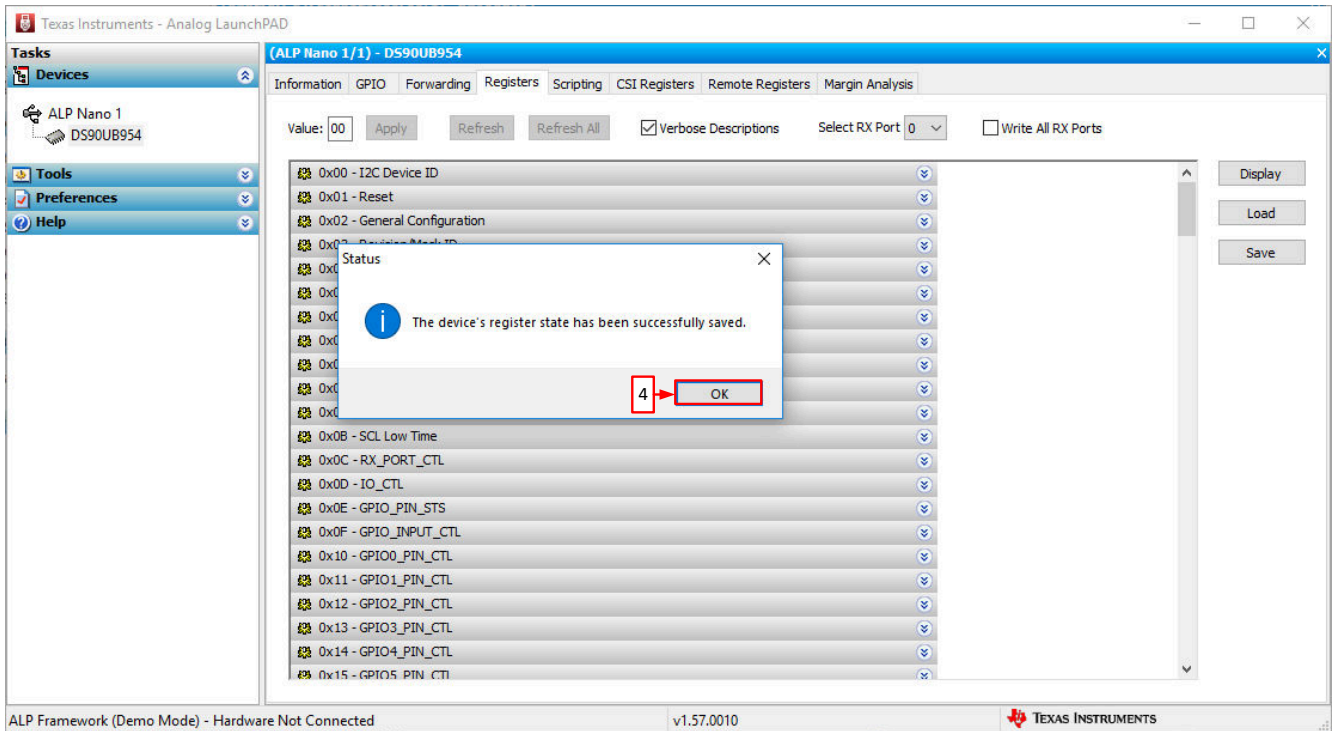 Texas Instruments - Analog LaunchPAD
Tasks
Devices
ALP Nano 1
DS90UB954
Tools
Preferences
Help
(ALP Nano 1/1) - DS90UB954
Information GPIO Forwarding Registers Scripting CSI Registers Remote Registers Margin Analysis
Value: 00 Apply Refresh Refresh All Verbose Descriptions Select RX Port 0 Write All RX Ports
0x00 - I2C Device ID
0x01 - Reset
0x02 - General Configuration
Status
The device's register state has been successfully saved.
4 OK
0x0B - SCL Low Time
0x0C - RX_PORT_CTL
0x0D - IO_CTL
0x0E - GPIO_PIN_STS
0x0F - GPIO_INPUT_CTL
0x10 - GPIO0_PIN_CTL
0x11 - GPIO1_PIN_CTL
0x12 - GPIO2_PIN_CTL
0x13 - GPIO3_PIN_CTL
0x14 - GPIO4_PIN_CTL
0x15 - GPIO5_PIN_CTL
Display
Load
Save
ALP Framework (Demo Mode) - Hardware Not Connected v1.57.0010 TEXAS INSTRUMENTS